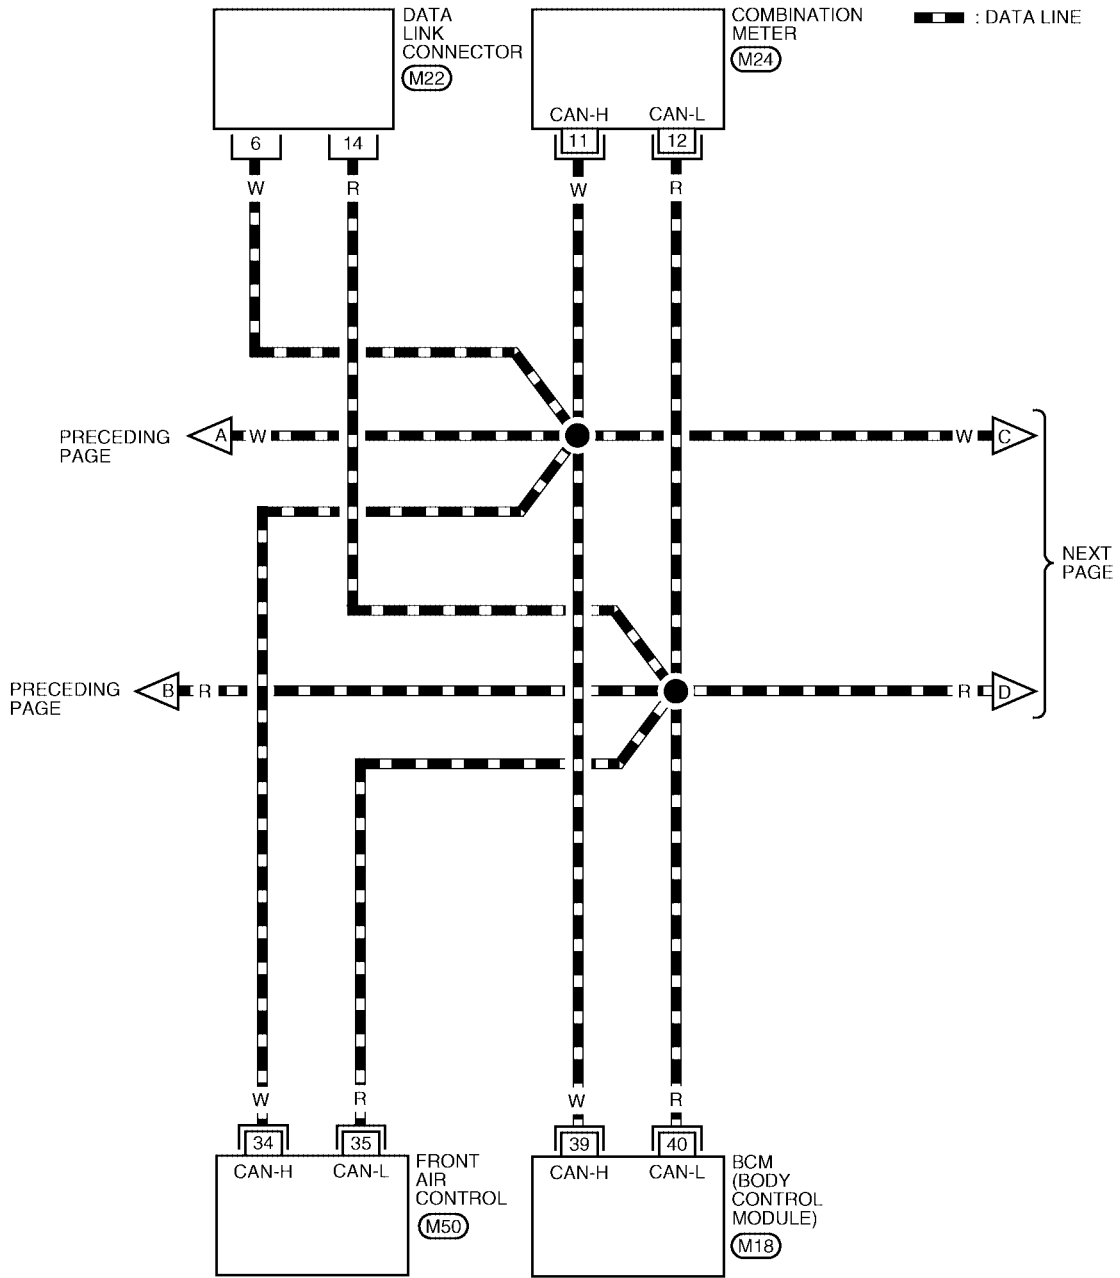 DATA
LINK
CONNECTOR
M22
COMBINATION
METER
M24
: DATA LINE
CAN-H
CAN-L
6
14
11
12
W
R
W
R
PRECEDING
PAGE
A
W
W
C
NEXT
PAGE
PRECEDING
PAGE
B
R
R
D
W
R
W
R
34
35
39
40
CAN-H
CAN-L
FRONT
AIR
CONTROL
M50
CAN-H
CAN-L
BCM
(BODY
CONTROL
MODULE)
M18